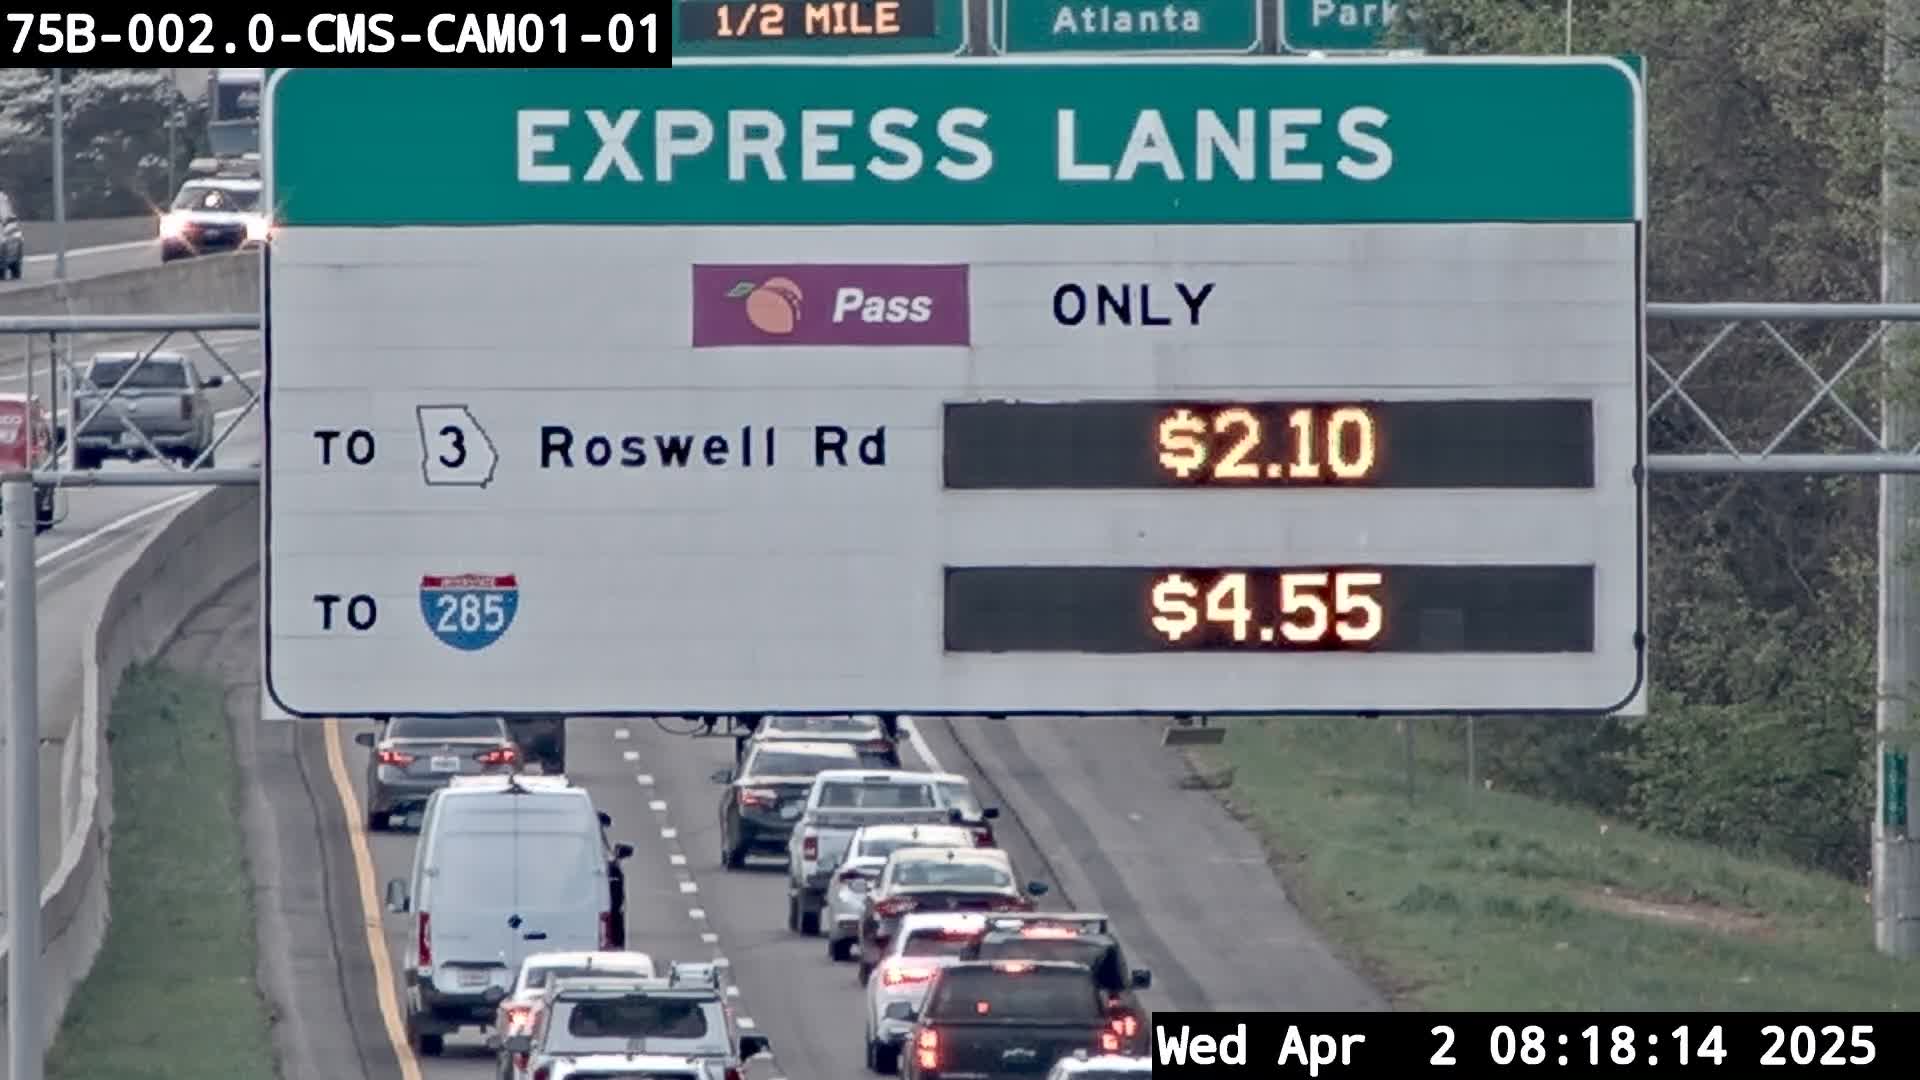 75B-002.0-CMS-CAM01-01
1/2 MILE
Atlanta
Park
EXPRESS LANES
Pass ONLY
TO 3 Roswell Rd $2.10
INTERSTATE
TO 285 $4.55
Wed Apr 2 08:18:14 2025